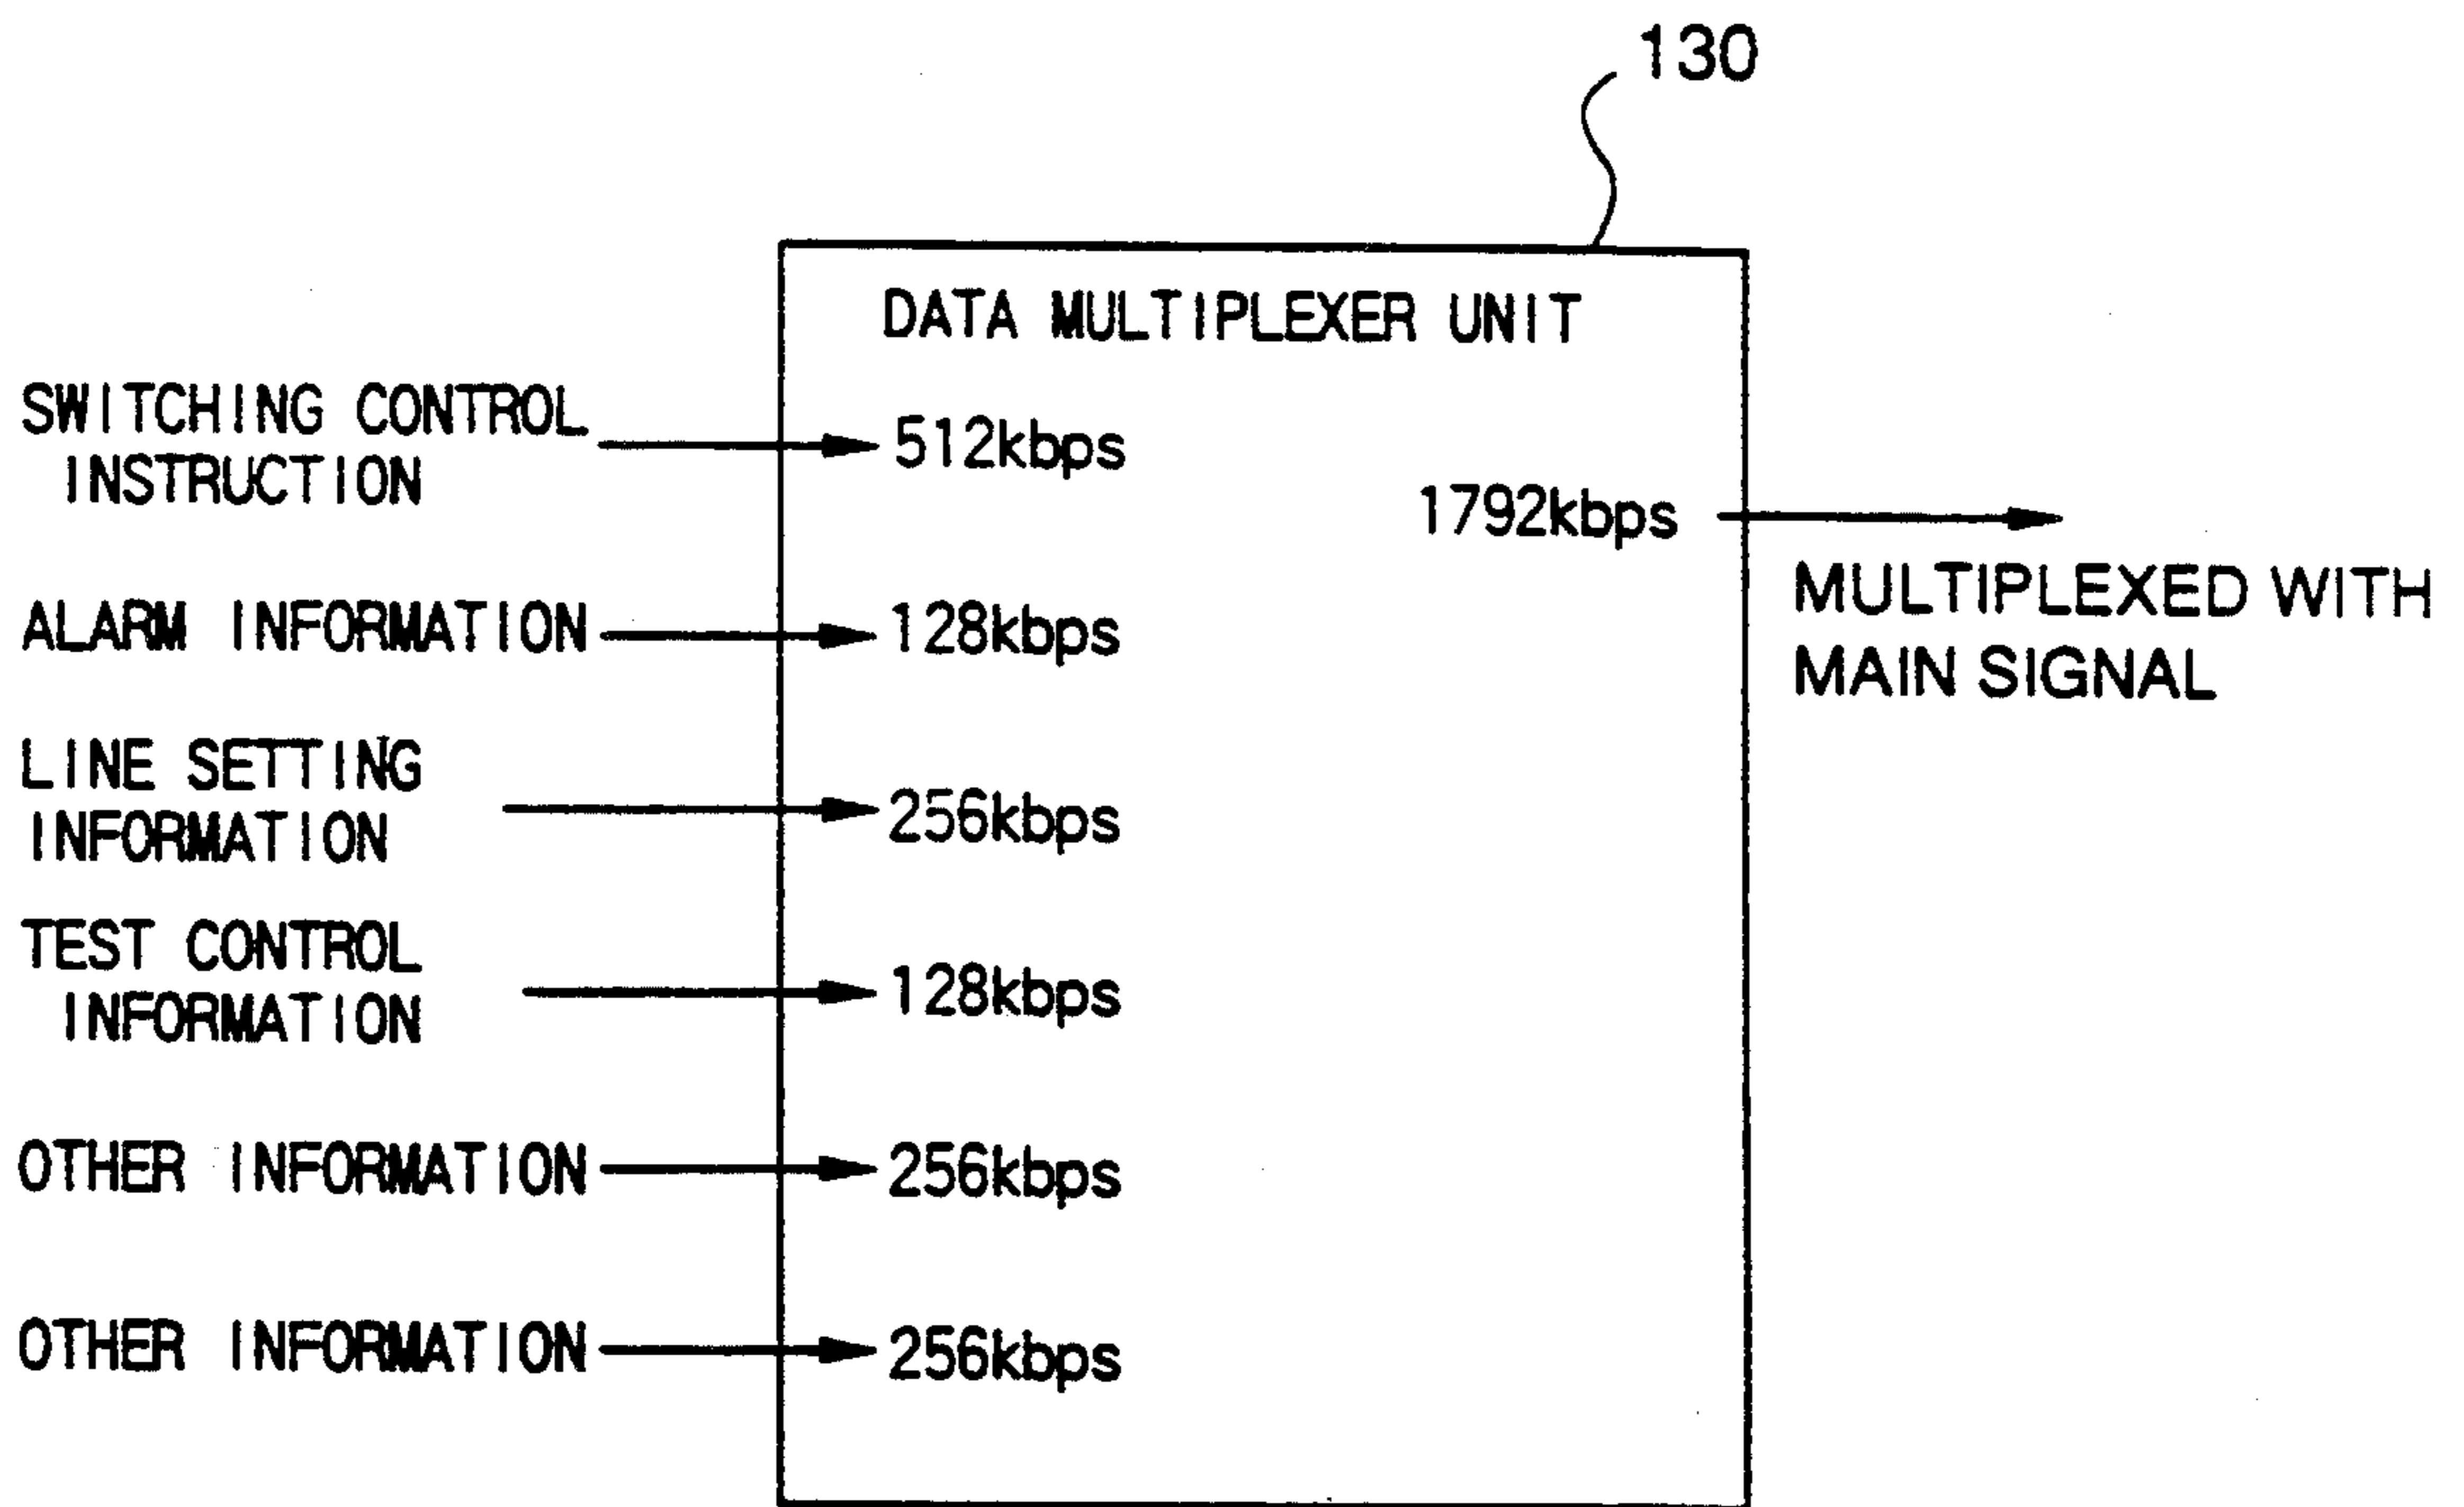 130
DATA MULTIPLEXER UNIT
SWITCHING CONTROL
INSTRUCTION
512kbps
1792kbps
MULTIPLEXED WITH
MAIN SIGNAL
ALARM INFORMATION
128kbps
LINE SETTING
INFORMATION
256kbps
TEST CONTROL
INFORMATION
128kbps
OTHER INFORMATION
256kbps
OTHER INFORMATION
256kbps